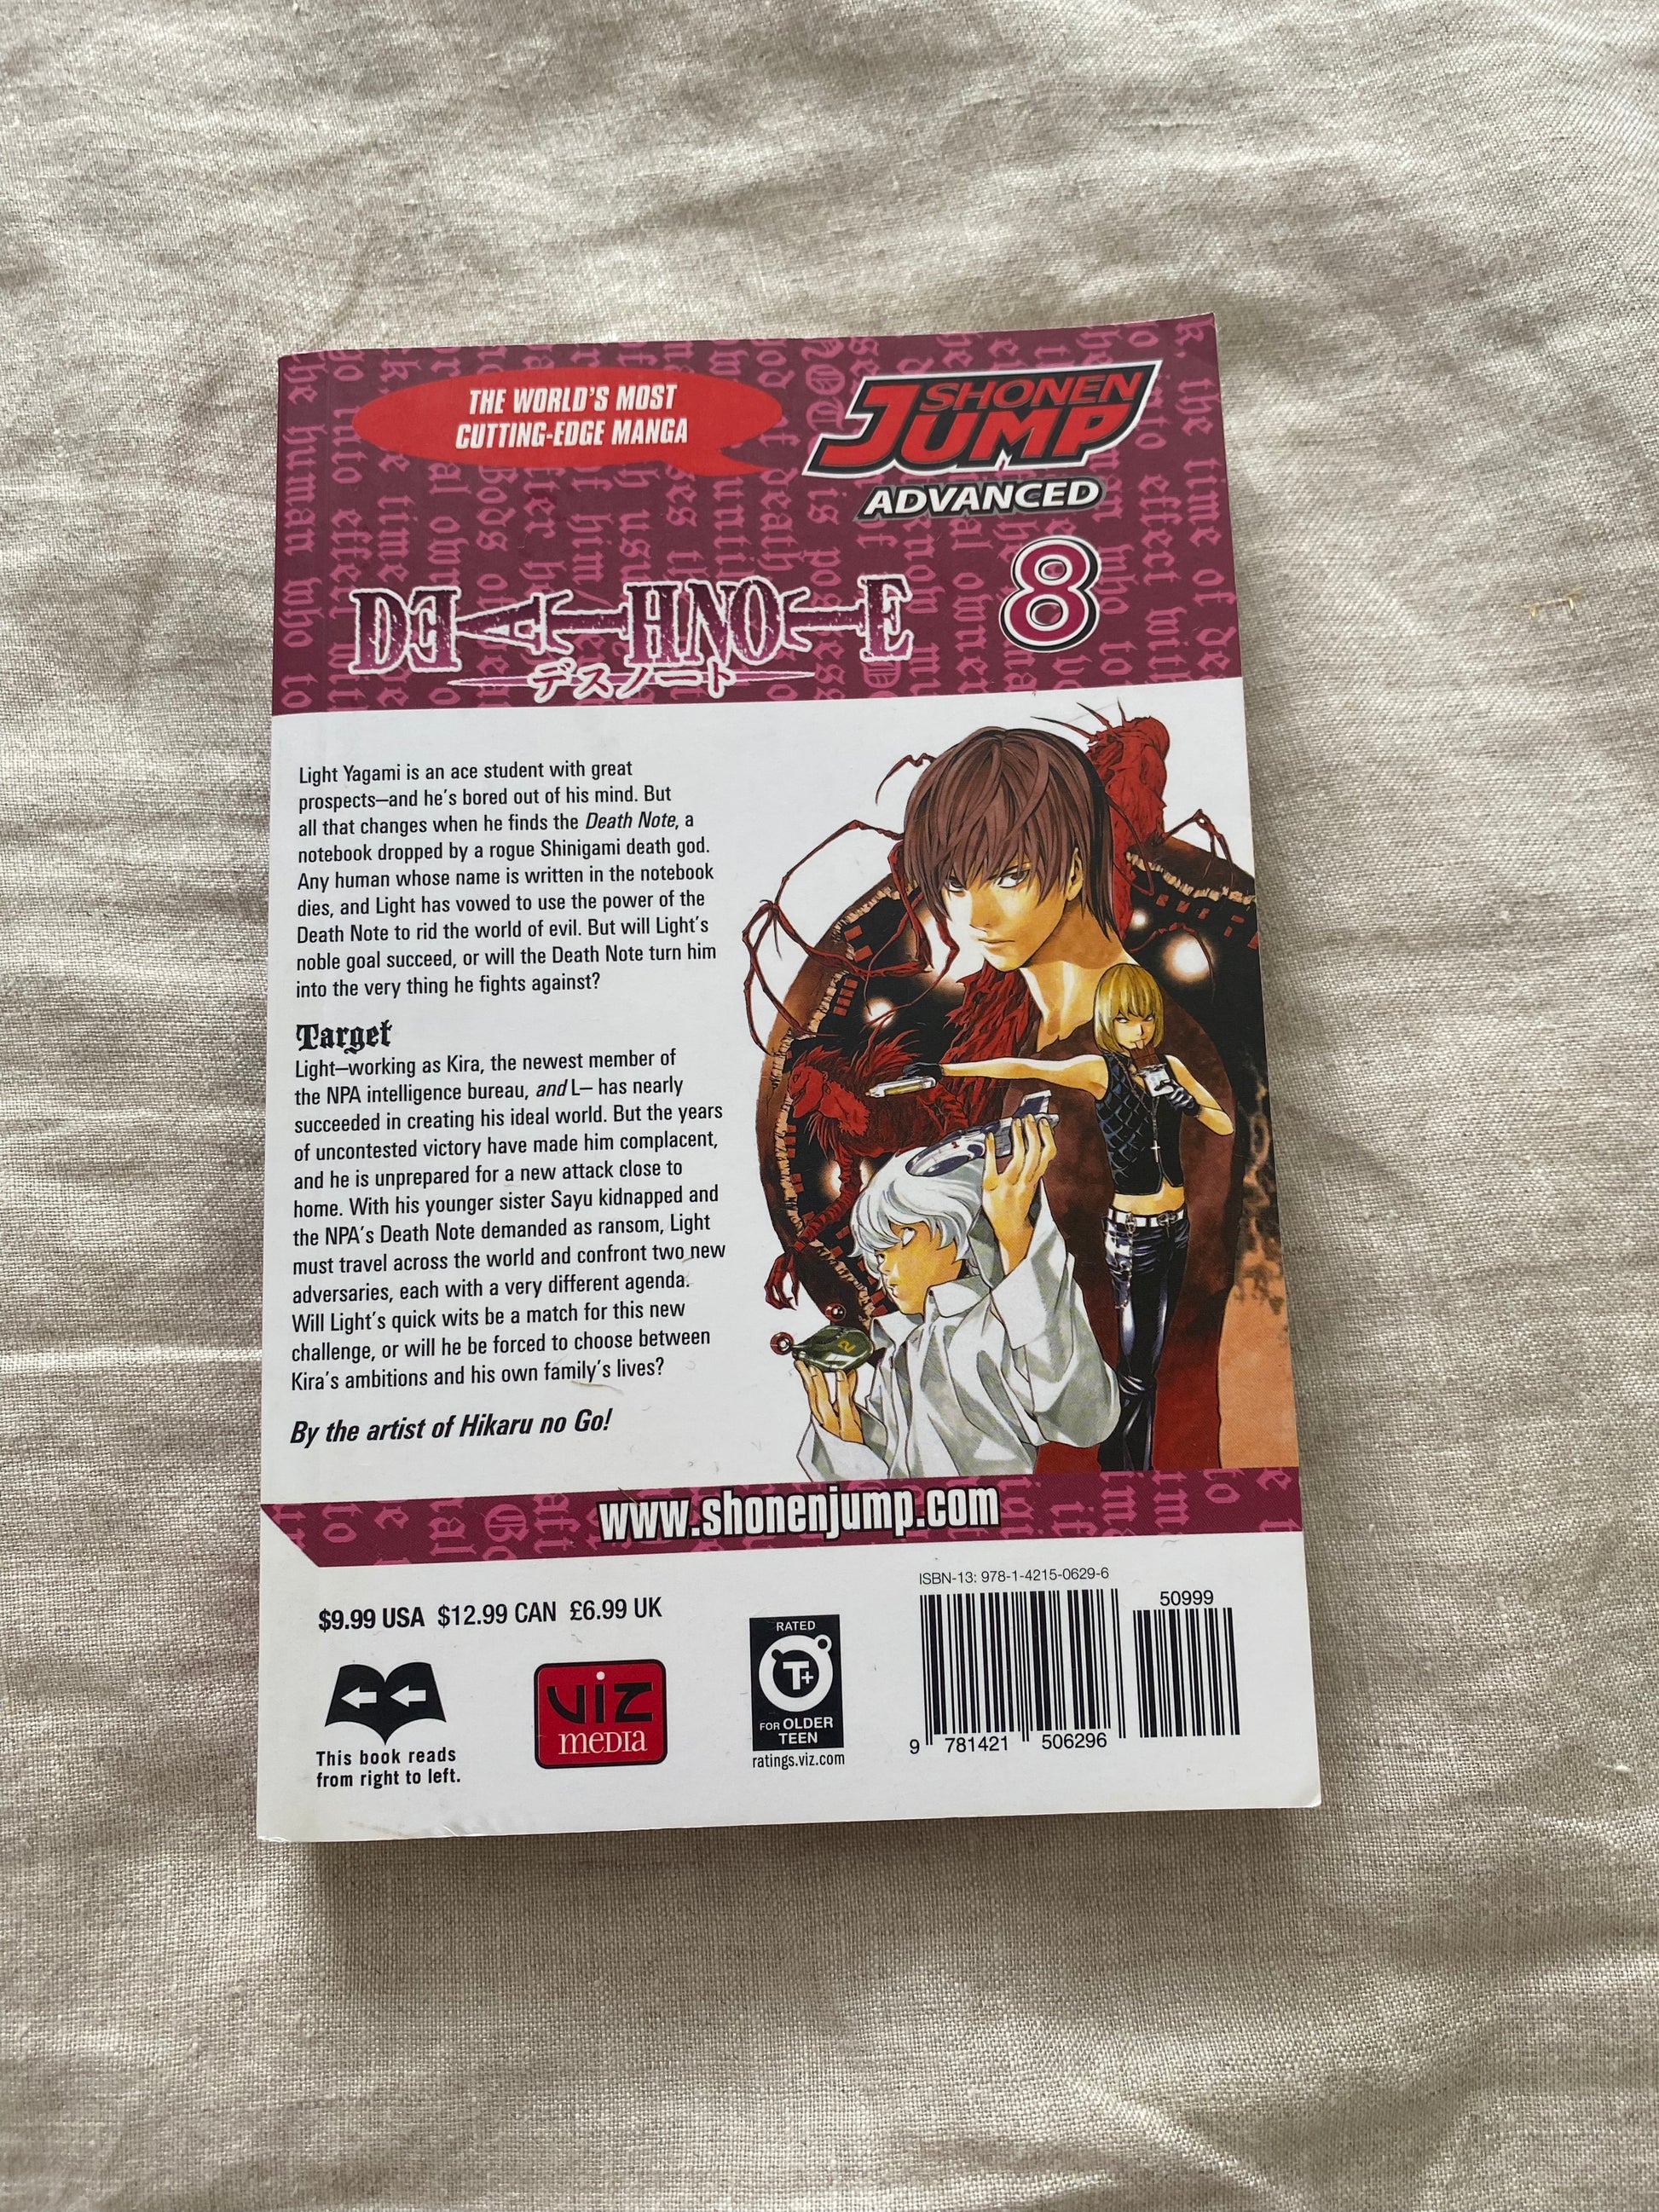 THE WORLD'S MOST
CUTTING-EDGE MANGA
SHONEN
JUMP
ADVANCED
DEATH NOTE
デスノート
8
Light Yagami is an ace student with great
prospects—and he's bored out of his mind. But
all that changes when he finds the Death Note, a
notebook dropped by a rogue Shinigami death god.
Any human whose name is written in the notebook
dies, and Light has vowed to use the power of the
Death Note to rid the world of evil. But will Light's
noble goal succeed, or will the Death Note turn him
into the very thing he fights against?
Target
Light—working as Kira, the newest member of
the NPA intelligence bureau, and L— has nearly
succeeded in creating his ideal world. But the years
of uncontested victory have made him complacent,
and he is unprepared for a new attack close to
home. With his younger sister Sayu kidnapped and
the NPA's Death Note demanded as ransom, Light
must travel across the world and confront two new
adversaries, each with a very different agenda.
Will Light's quick wits be a match for this new
challenge, or will he be forced to choose between
Kira's ambitions and his own family's lives?
By the artist of Hikaru no Go!
2
www.shonenjump.com
$9.99 USA $12.99 CAN £6.99 UK
This book reads
from right to left.
viz
media
RATED
T+
FOR OLDER
TEEN
ratings.viz.com
ISBN-13: 978-1-4215-0629-6
50999
9 781421 506296